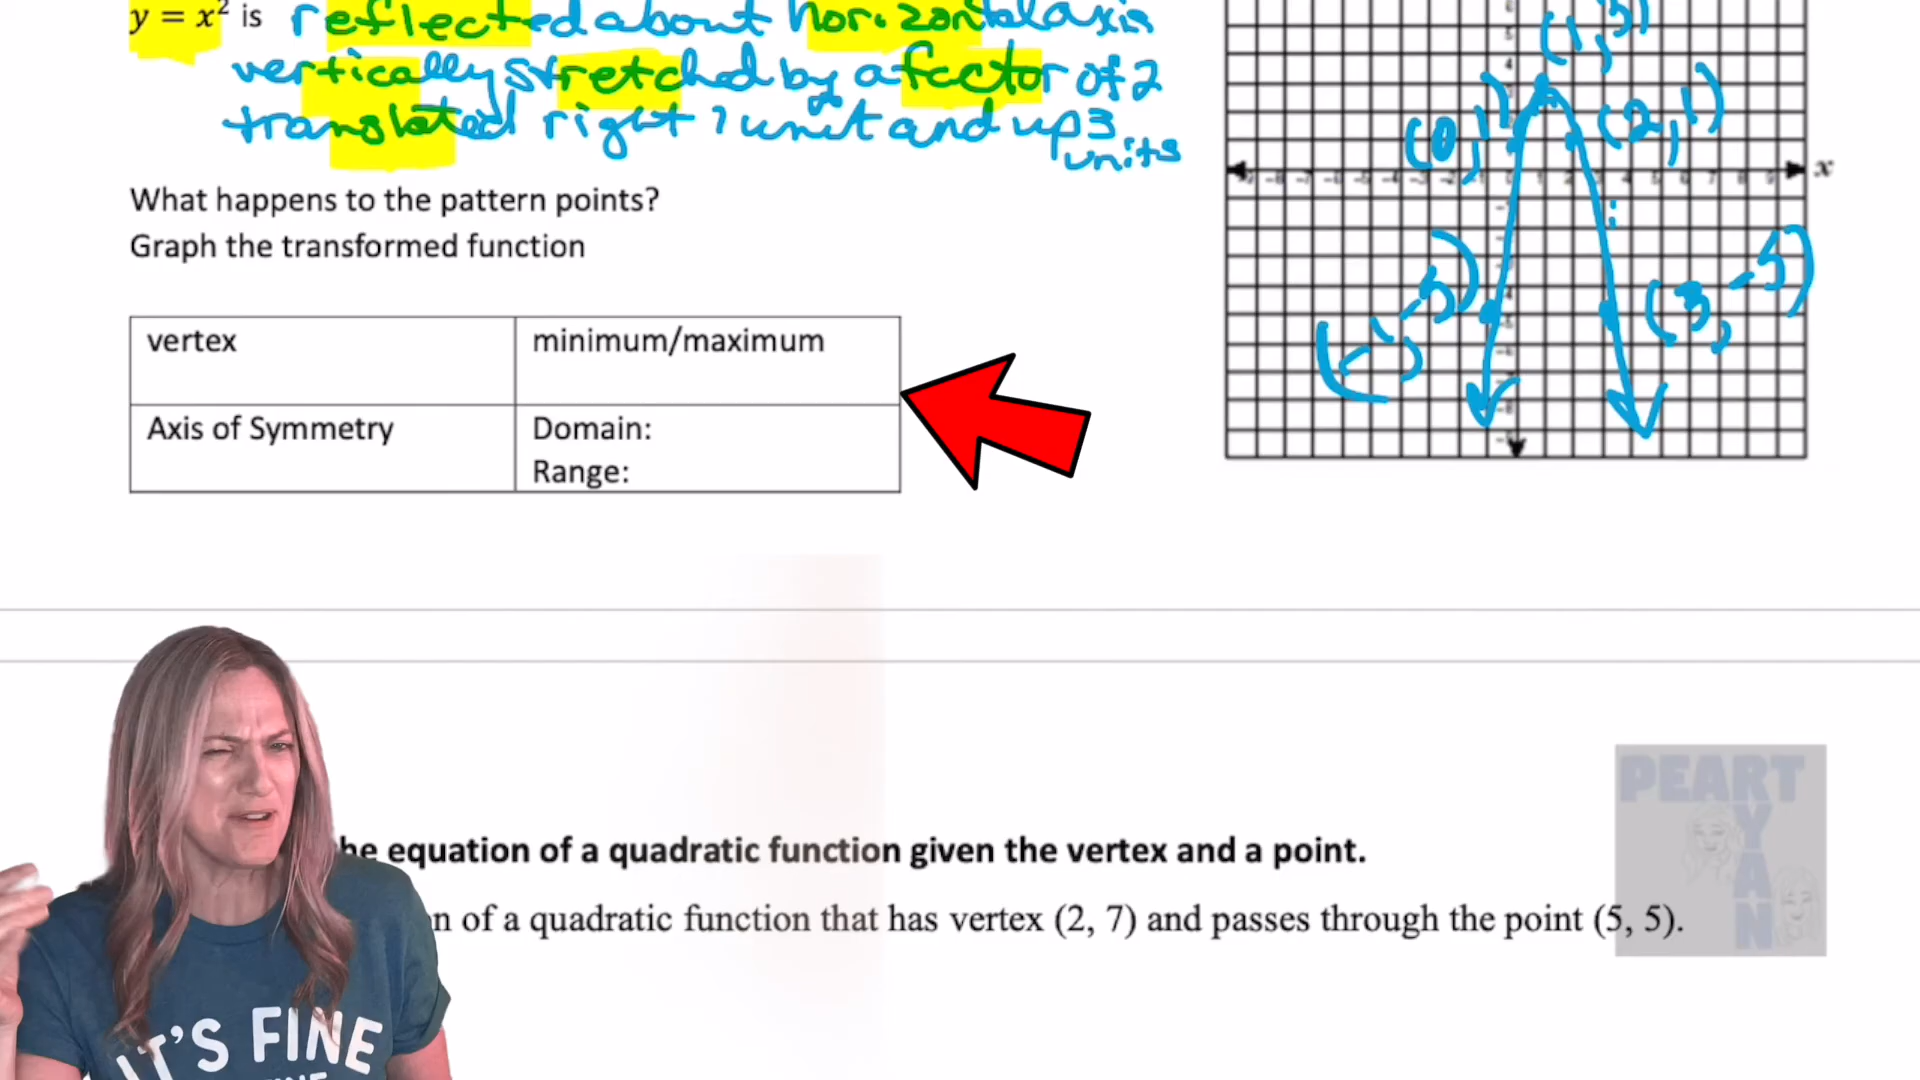 y = x² is reflected about horizontal axis
vertically stretched by a factor of 2
translated right 1 unit and up 3
units
What happens to the pattern points?
Graph the transformed function
vertex
minimum/maximum
Axis of Symmetry
Domain:
Range:
(1,3)
(0,1)
(2,1)
(-1,-5)
(3,-5)
x
he equation of a quadratic function given the vertex and a point.
n of a quadratic function that has vertex (2, 7) and passes through the point (5, 5).
PEART
YAN
IT'S FINE